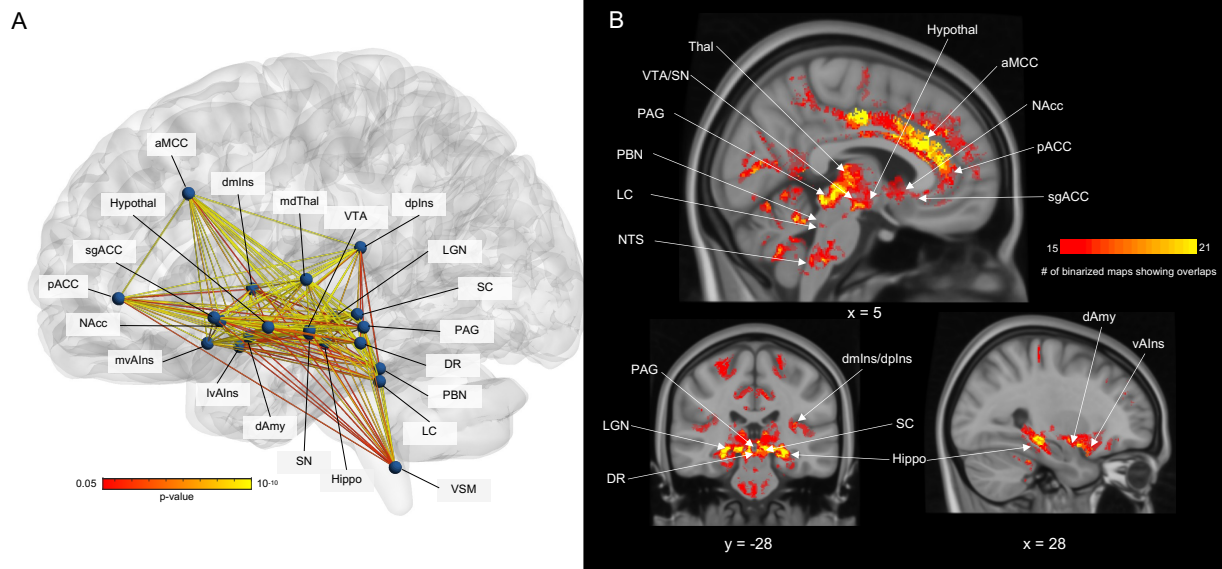 A
aMCC
Hypothal
dmIns
mdThal
VTA
dpIns
sgACC
LGN
pACC
SC
NAcc
PAG
mvAIns
DR
lvAIns
PBN
dAmy
LC
SN
Hippo
VSM
0.05
10-10
p-value
B
Thal
Hypothal
VTA/SN
aMCC
PAG
NAcc
PBN
pACC
LC
sgACC
NTS
15
21
# of binarized maps showing overlaps
x = 5
PAG
dmIns/dpIns
LGN
SC
DR
Hippo
y = -28
dAmy
vAIns
x = 28